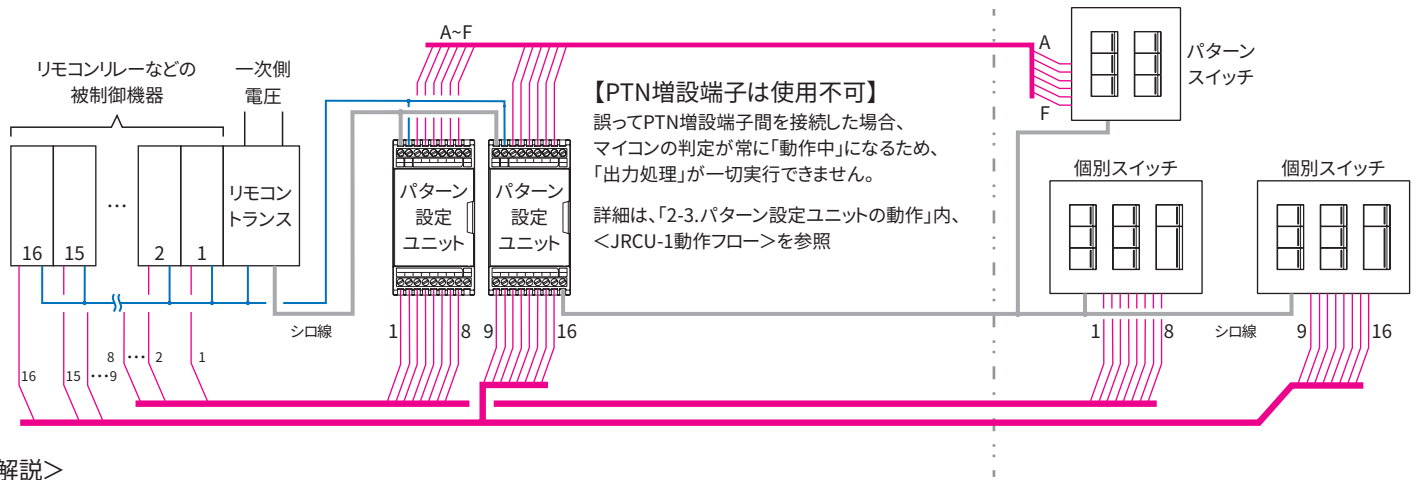 A~F
リモコンリレーなどの
被制御機器
一次側
電圧
16
15
…
2
1
リモコン
トランス
パターン
設定
ユニット
パターン
設定
ユニット
【PTN増設端子は使用不可】
誤ってPTN増設端子間を接続した場合、
マイコンの判定が常に「動作中」になるため、
「出力処理」が一切実行できません。
詳細は、「2-3.パターン設定ユニットの動作」内、
＜JRCU-1動作フロー＞を参照
A
F
パターン
スイッチ
個別スイッチ
個別スイッチ
シロ線
1
8
9
16
1
8
シロ線
9
16
8
…
2
1
16
15
…9
解説＞